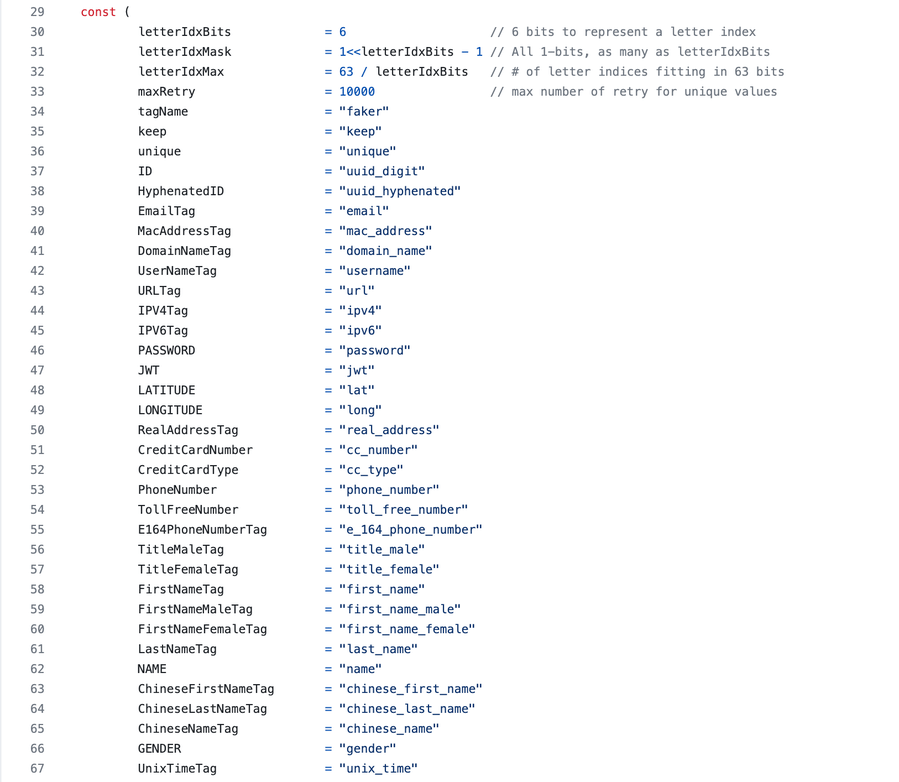 29 const (
30 letterIdxBits = 6 // 6 bits to represent a letter index
31 letterIdxMask = 1<<letterIdxBits - 1 // All 1-bits, as many as letterIdxBits
32 letterIdxMax = 63 / letterIdxBits // # of letter indices fitting in 63 bits
33 maxRetry = 10000 // max number of retry for unique values
34 tagName = "faker"
35 keep = "keep"
36 unique = "unique"
37 ID = "uuid_digit"
38 HyphenatedID = "uuid_hyphenated"
39 EmailTag = "email"
40 MacAddressTag = "mac_address"
41 DomainNameTag = "domain_name"
42 UserNameTag = "username"
43 URLTag = "url"
44 IPV4Tag = "ipv4"
45 IPV6Tag = "ipv6"
46 PASSWORD = "password"
47 JWT = "jwt"
48 LATITUDE = "lat"
49 LONGITUDE = "long"
50 RealAddressTag = "real_address"
51 CreditCardNumber = "cc_number"
52 CreditCardType = "cc_type"
53 PhoneNumber = "phone_number"
54 TollFreeNumber = "toll_free_number"
55 E164PhoneNumberTag = "e_164_phone_number"
56 TitleMaleTag = "title_male"
57 TitleFemaleTag = "title_female"
58 FirstNameTag = "first_name"
59 FirstNameMaleTag = "first_name_male"
60 FirstNameFemaleTag = "first_name_female"
61 LastNameTag = "last_name"
62 NAME = "name"
63 ChineseFirstNameTag = "chinese_first_name"
64 ChineseLastNameTag = "chinese_last_name"
65 ChineseNameTag = "chinese_name"
66 GENDER = "gender"
67 UnixTimeTag = "unix_time"